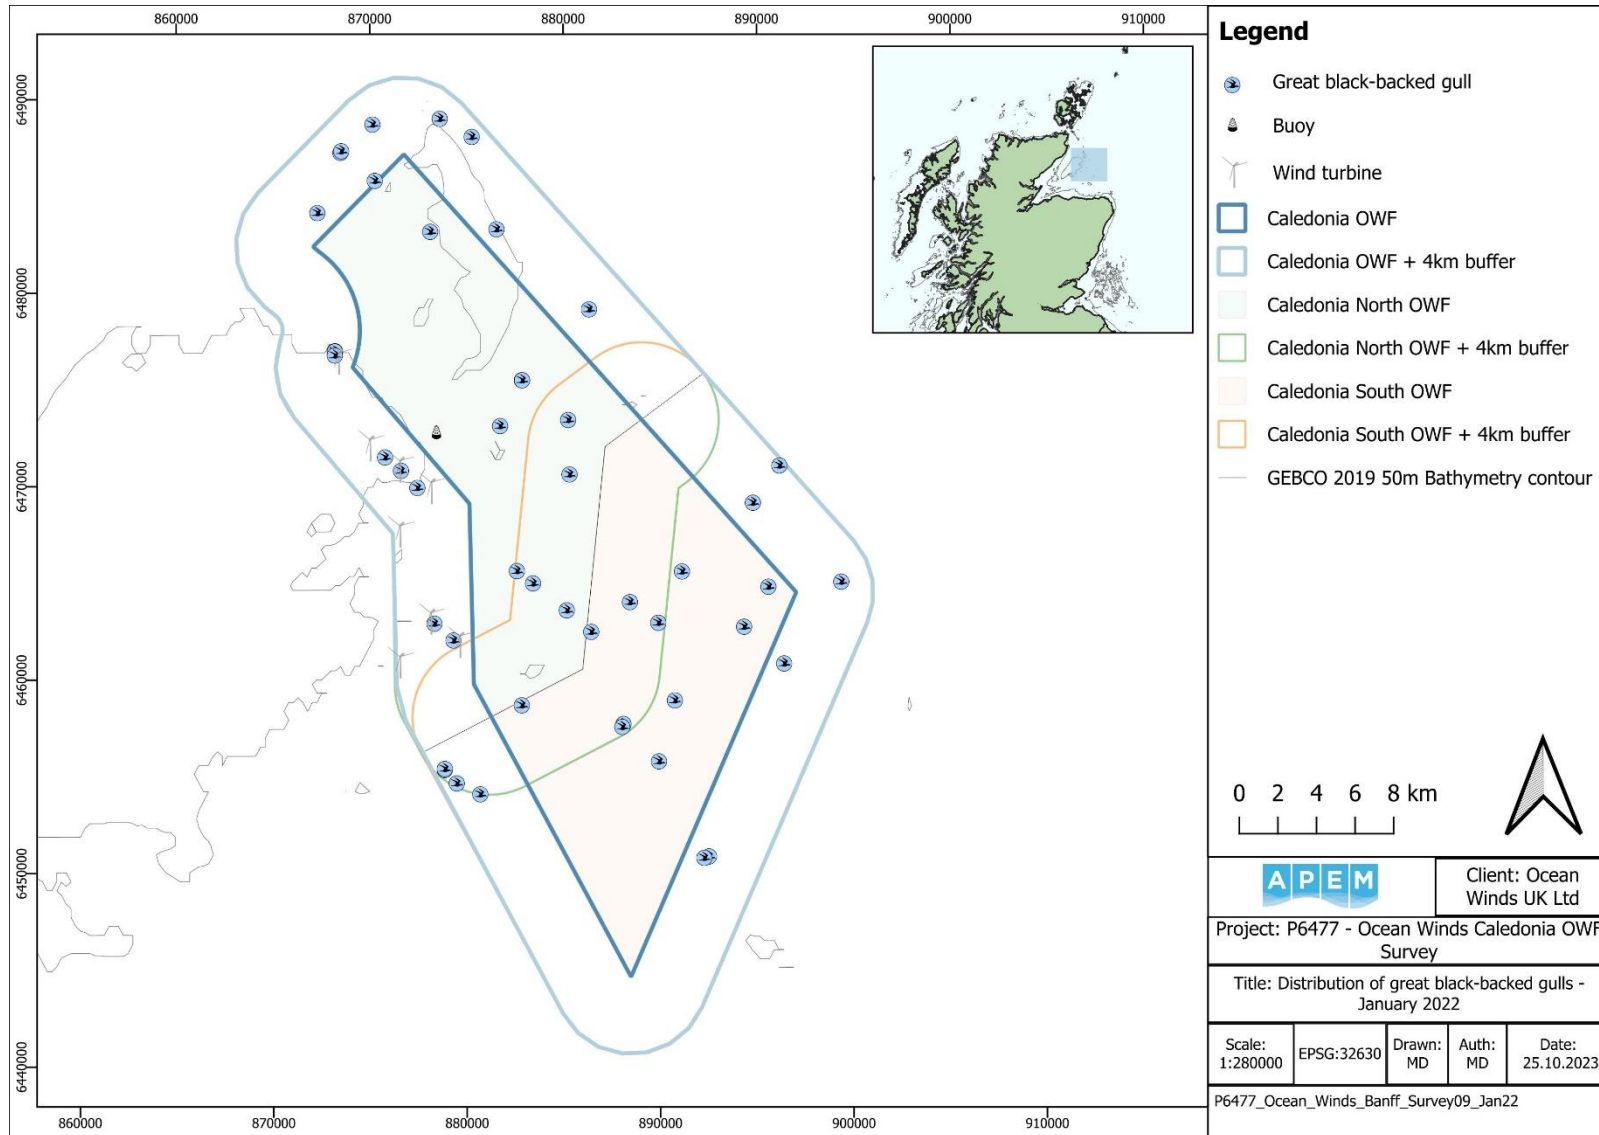 860000
870000
880000
890000
900000
910000
6490000
6480000
6470000
6460000
6450000
6440000
860000
870000
880000
890000
900000
910000
Legend
Great black-backed gull
Buoy
Wind turbine
Caledonia OWF
Caledonia OWF + 4km buffer
Caledonia North OWF
Caledonia North OWF + 4km buffer
Caledonia South OWF
Caledonia South OWF + 4km buffer
GEBCO 2019 50m Bathymetry contour
0 2 4 6 8 km
APEM
Client: Ocean
Winds UK Ltd
Project: P6477 - Ocean Winds Caledonia OWF
Survey
Title: Distribution of great black-backed gulls -
January 2022
Scale:
1:280000
EPSG:32630
Drawn:
MD
Auth:
MD
Date:
25.10.2023
P6477_Ocean_Winds_Banff_Survey09_Jan22